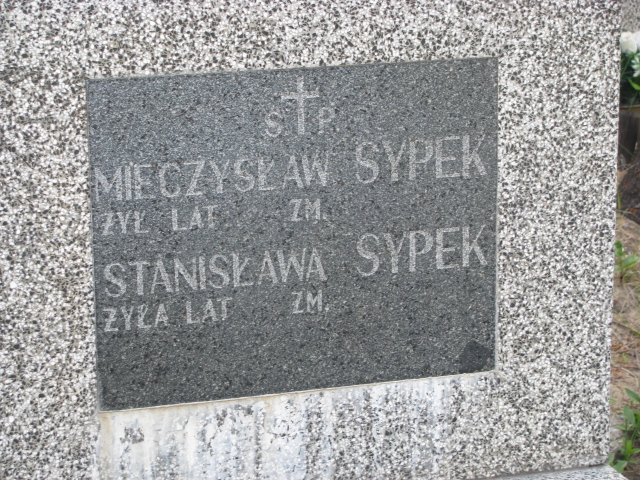 S P
MIECZYSŁAW SYPEK
ŻYŁ LAT ZM.
STANISŁAWA SYPEK
ŻYŁA LAT ZM.